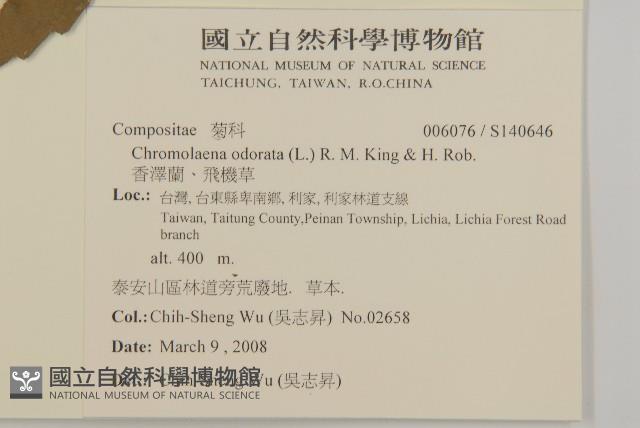 國立自然科學博物館
NATIONAL MUSEUM OF NATURAL SCIENCE
TAICHUNG, TAIWAN, R.O.CHINA
Compositae 菊科 006076 / S140646
Chromolaena odorata (L.) R. M. King & H. Rob.
香澤蘭、飛機草
Loc.: 台灣, 台東縣卑南鄉, 利家, 利家林道支線
Taiwan, Taitung County,Peinan Township, Lichia, Lichia Forest Road
branch
alt. 400 m.
泰安山區林道旁荒廢地. 草本.
Col.: Chih-Sheng Wu (吳志昇) No.02658
Date: March 9 , 2008
Wu (吳志昇)
國立自然科學博物館
NATIONAL MUSEUM OF NATURAL SCIENCE